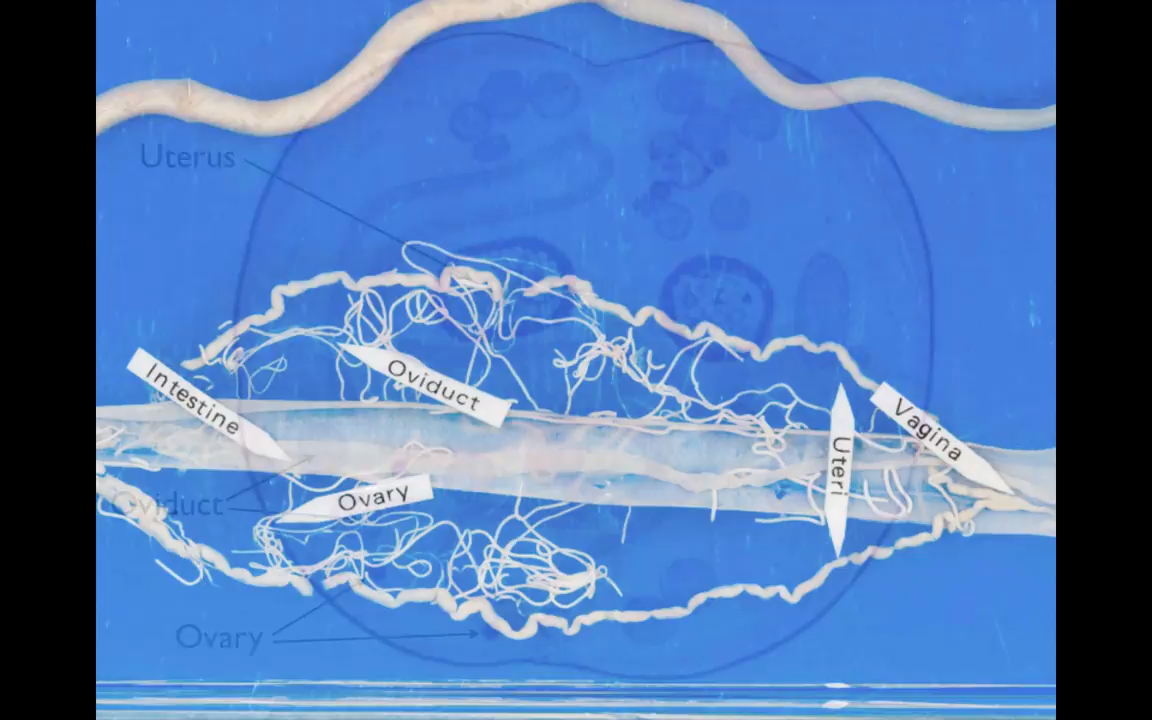 Uterus
Intestine
Oviduct
Vagina
Uteri
Ovary
Oviduct
Ovary